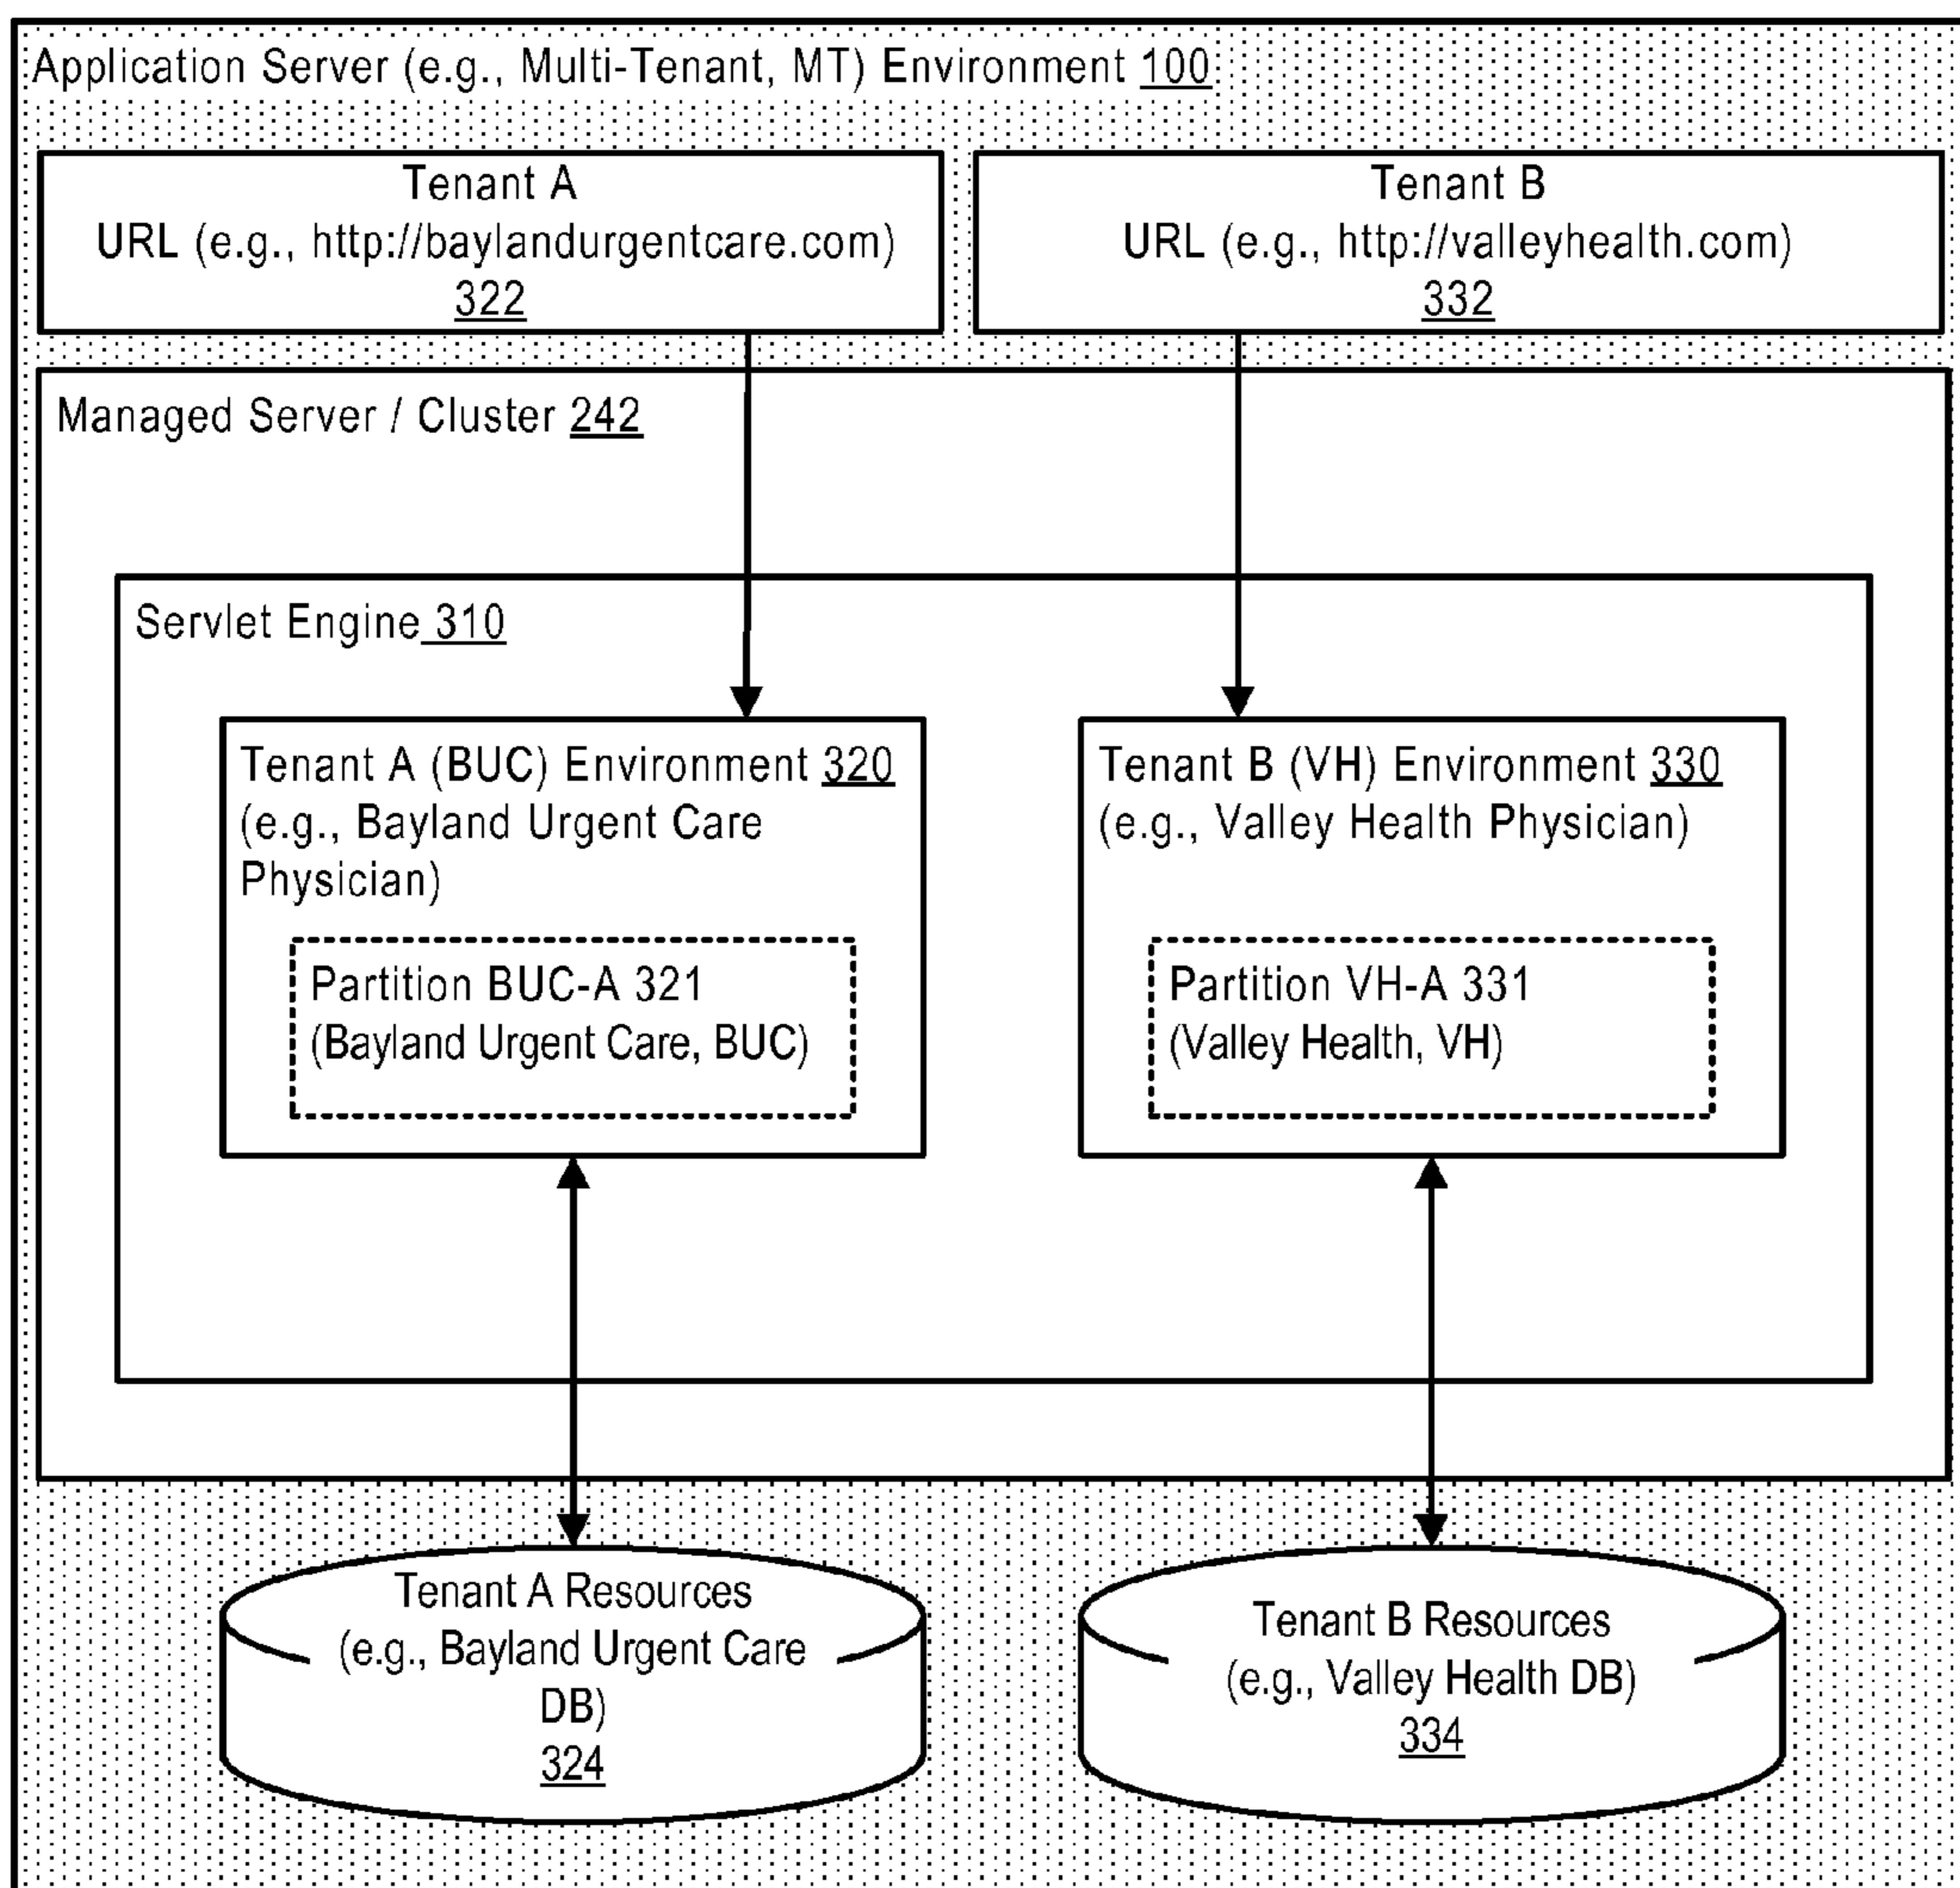 Application Server (e.g., Multi-Tenant, MT) Environment 100
Tenant A
URL (e.g., http://baylandurgentcare.com)
322
Tenant B
URL (e.g., http://valleyhealth.com)
332
Managed Server / Cluster 242
Servlet Engine 310
Tenant A (BUC) Environment 320
(e.g., Bayland Urgent Care
Physician)
Partition BUC-A 321
(Bayland Urgent Care, BUC)
Tenant B (VH) Environment 330
(e.g., Valley Health Physician)
Partition VH-A 331
(Valley Health, VH)
Tenant A Resources
(e.g., Bayland Urgent Care
DB)
324
Tenant B Resources
(e.g., Valley Health DB)
334